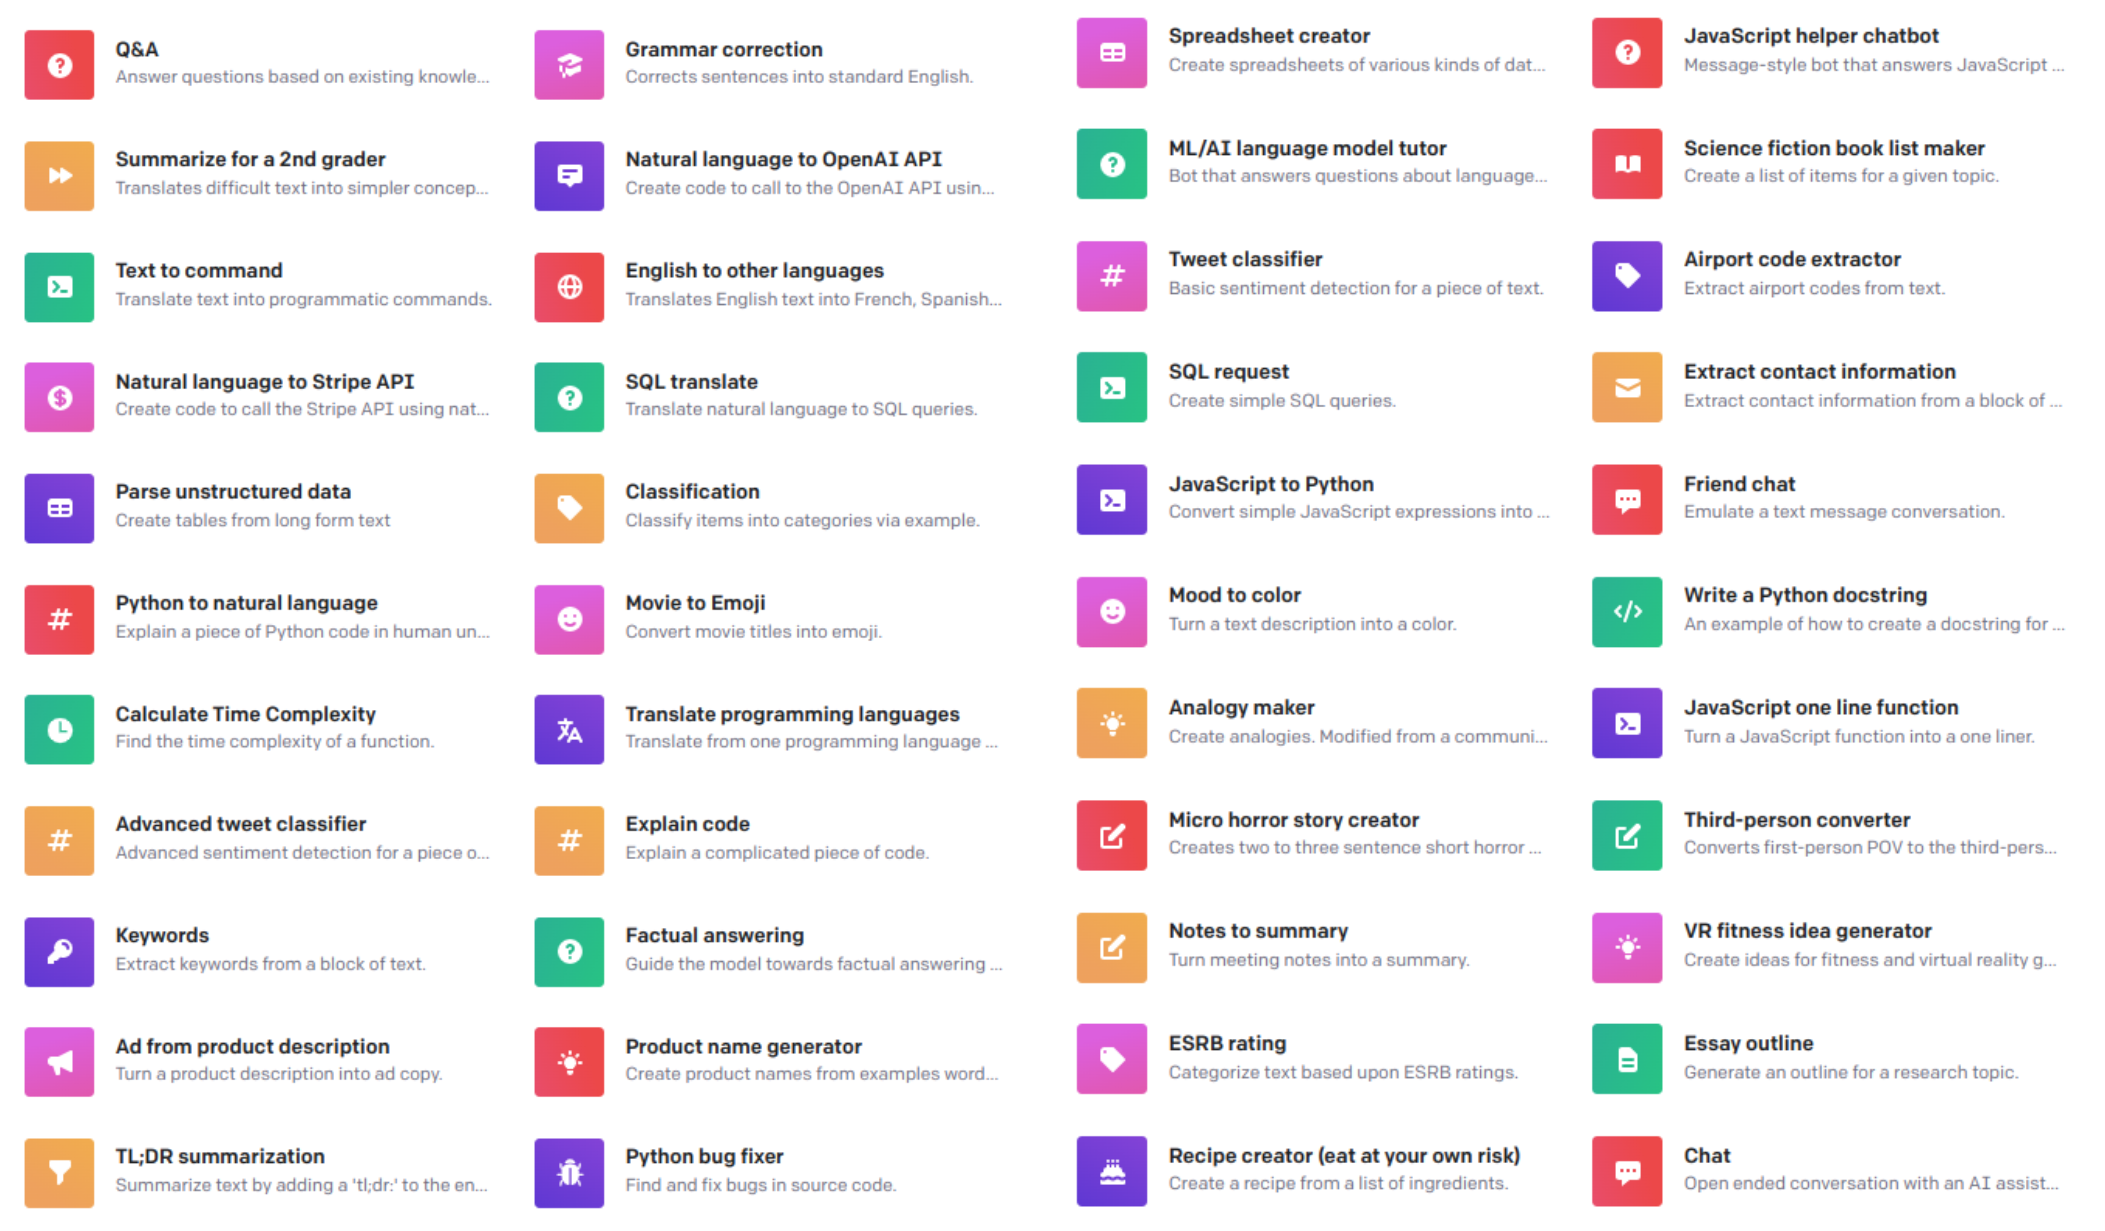 Q&A
Answer questions based on existing knowle...
Grammar correction
Corrects sentences into standard English.
Spreadsheet creator
Create spreadsheets of various kinds of dat...
JavaScript helper chatbot
Message-style bot that answers JavaScript ...
Summarize for a 2nd grader
Translates difficult text into simpler concep...
Natural language to OpenAI API
Create code to call to the OpenAI API usin...
ML/AI language model tutor
Bot that answers questions about language...
Science fiction book list maker
Create a list of items for a given topic.
Text to command
Translate text into programmatic commands.
English to other languages
Translates English text into French, Spanish...
Tweet classifier
Basic sentiment detection for a piece of text.
Airport code extractor
Extract airport codes from text.
Natural language to Stripe API
Create code to call the Stripe API using nat...
SQL translate
Translate natural language to SQL queries.
SQL request
Create simple SQL queries.
Extract contact information
Extract contact information from a block of ...
Parse unstructured data
Create tables from long form text
Classification
Classify items into categories via example.
JavaScript to Python
Convert simple JavaScript expressions into ...
Friend chat
Emulate a text message conversation.
Python to natural language
Explain a piece of Python code in human un...
Movie to Emoji
Convert movie titles into emoji.
Mood to color
Turn a text description into a color.
Write a Python docstring
An example of how to create a docstring for ...
Calculate Time Complexity
Find the time complexity of a function.
Translate programming languages
Translate from one programming language ...
Analogy maker
Create analogies. Modified from a communi...
JavaScript one line function
Turn a JavaScript function into a one liner.
Advanced tweet classifier
Advanced sentiment detection for a piece o...
Explain code
Explain a complicated piece of code.
Micro horror story creator
Creates two to three sentence short horror ...
Third-person converter
Converts first-person POV to the third-pers...
Keywords
Extract keywords from a block of text.
Factual answering
Guide the model towards factual answering ...
Notes to summary
Turn meeting notes into a summary.
VR fitness idea generator
Create ideas for fitness and virtual reality g...
Ad from product description
Turn a product description into ad copy.
Product name generator
Create product names from examples word...
ESRB rating
Categorize text based upon ESRB ratings.
Essay outline
Generate an outline for a research topic.
TL;DR summarization
Summarize text by adding a 'tl;dr:' to the en...
Python bug fixer
Find and fix bugs in source code.
Recipe creator (eat at your own risk)
Create a recipe from a list of ingredients.
Chat
Open ended conversation with an AI assist...